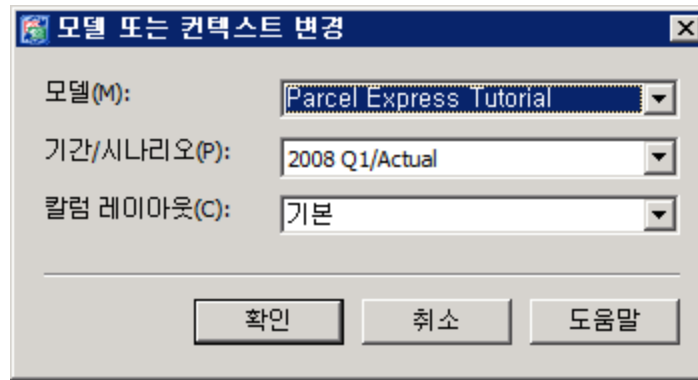 모델 또는 컨텍스트 변경
모델(M): Parcel Express Tutorial
기간/시나리오(P): 2008 Q1/Actual
칼럼 레이아웃(C): 기본
확인 취소 도움말